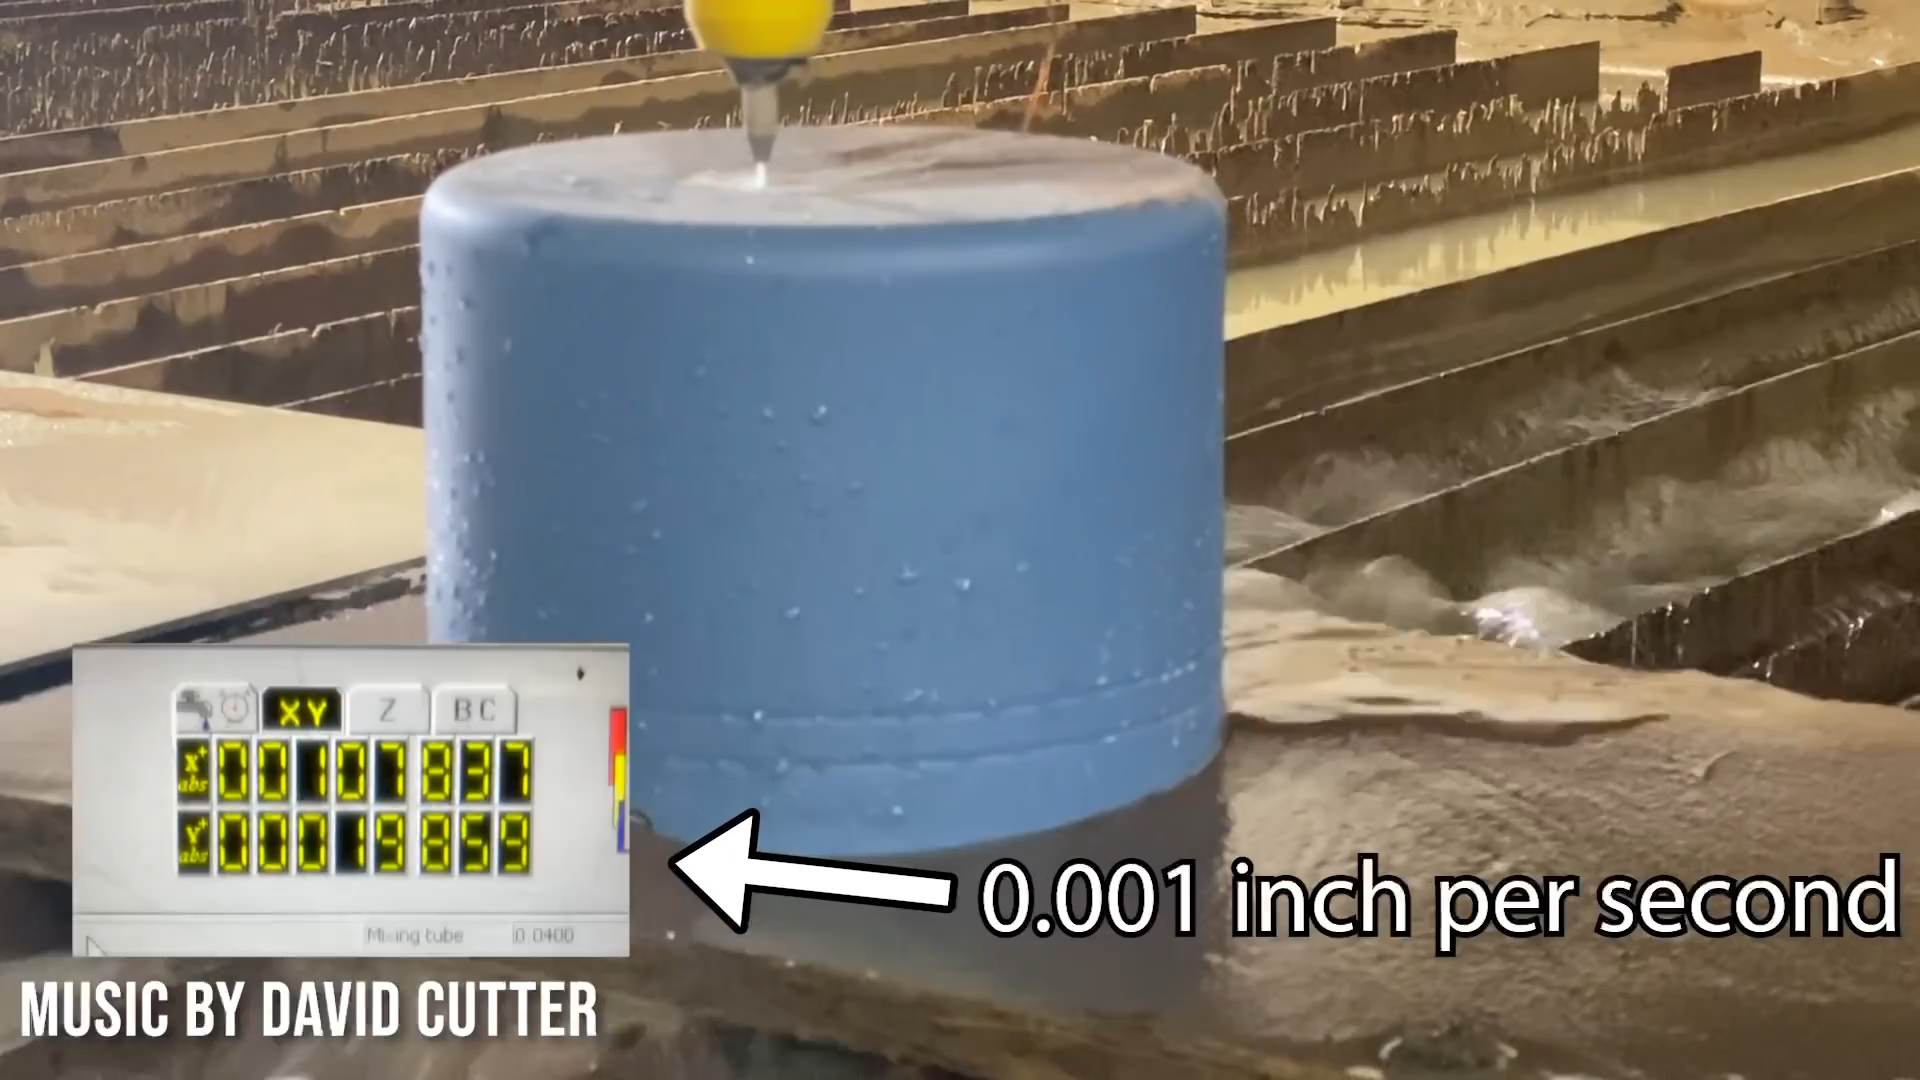 XY Z BC
X+ abs 00107837
Y+ abs 00019859
Mixing tube 0.0400
0.001 inch per second
MUSIC BY DAVID CUTTER